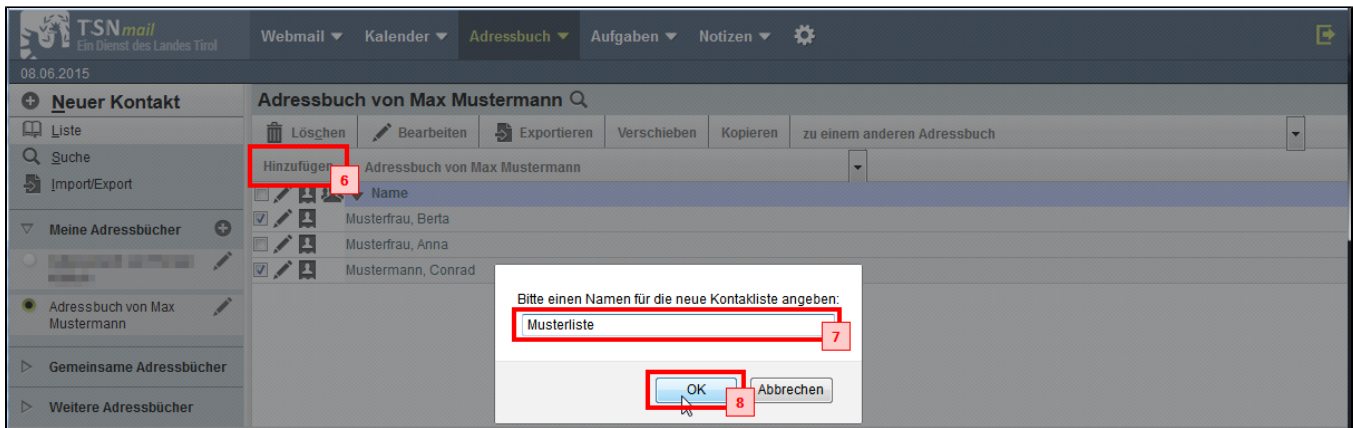 TSNmail
Ein Dienst des Landes Tirol
Webmail Kalender Adressbuch Aufgaben Notizen
08.06.2015
Neuer Kontakt
Liste
Suche
Import/Export
Meine Adressbücher
Adressbuch von Max
Mustermann
Gemeinsame Adressbücher
Weitere Adressbücher
Adressbuch von Max Mustermann
Löschen Bearbeiten Exportieren Verschieben Kopieren zu einem anderen Adressbuch
Hinzufügen 6 Adressbuch von Max Mustermann
Name
Musterfrau, Berta
Musterfrau, Anna
Mustermann, Conrad
Bitte einen Namen für die neue Kontakliste angeben:
Musterliste 7
OK 8 Abbrechen